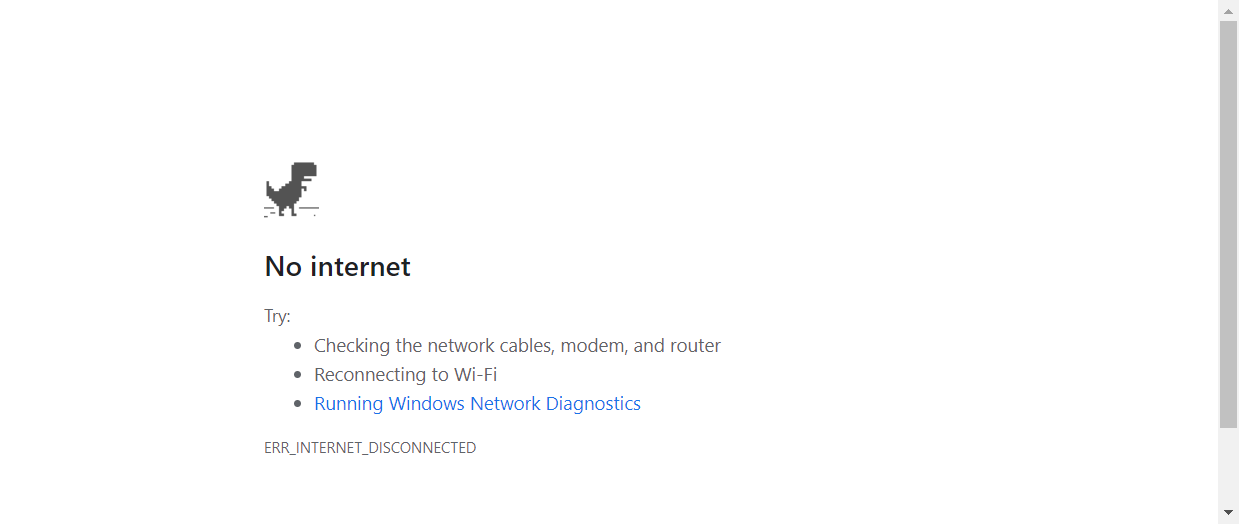 No internet
Try:
Checking the network cables, modem, and router
Reconnecting to Wi-Fi
Running Windows Network Diagnostics
ERR_INTERNET_DISCONNECTED